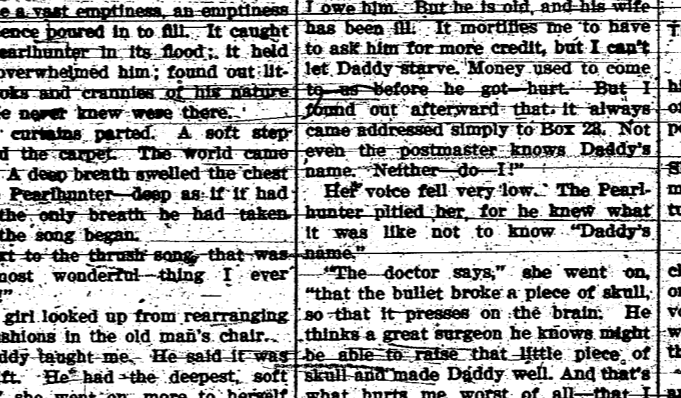 e a vast emptiness, an emptiness
ence poured in to fill. It caught
earlhunter in its flood; it held
overwhelmed him; found out lit-
oks and crannies of his nature
e never knew were there.
curtains parted. A soft step
d the carpet. The world came
A deep breath swelled the chest
Pearlhunter deep as if it had
the only breath he had taken
the song began.
xt to the thrush song, that was
most wonderful thing I ever
!"
girl looked up from rearranging
shions in the old man's chair.
ddy taught me. He said it was
ft. He had the deepest, soft
she went on, more to herself
I owe him. But he is old, and his wife
has been ill. It mortifies me to have
to ask him for more credit, but I can't
let Daddy starve. Money used to come
to us before he got hurt. But I
found out afterward that it always
came addressed simply to Box 23. Not
even the postmaster knows Daddy's
name. Neither do I!"
Her voice fell very low. The Pearl-
hunter pitied her, for he knew what
it was like not to know "Daddy's
name."
"The doctor says," she went on,
"that the bullet broke a piece of skull,
so that it presses on the brain. He
thinks a great surgeon he knows might
be able to raise that little piece of
skull and made Daddy well. And that's
what hurts me worst of all—that I